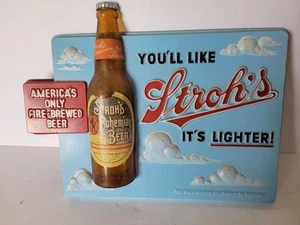 YOU'LL LIKE
Stroh's
IT'S LIGHTER!
AMERICA'S
ONLY
FIRE-BREWED
BEER
STROH'S
Bohemian
BEER